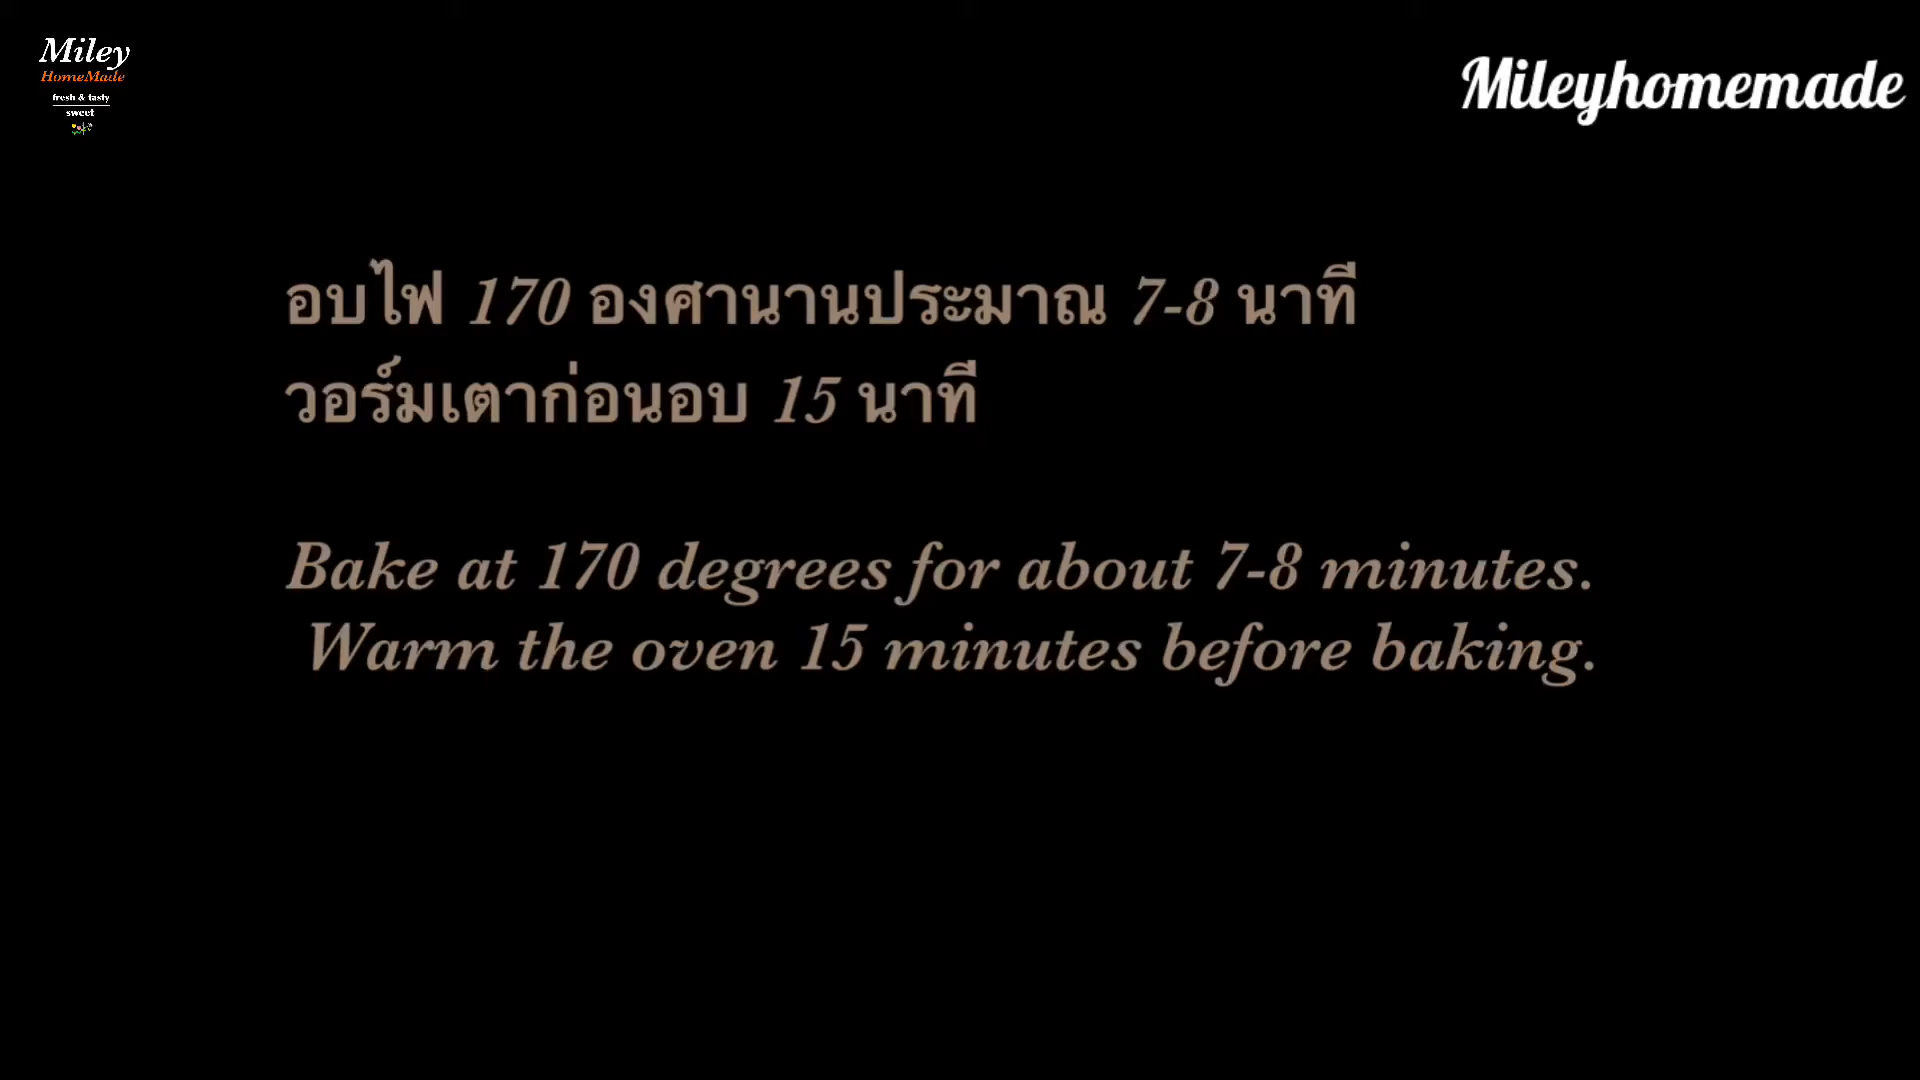 Miley
HomeMade
fresh & tasty
sweet
Mileyhomemade
อบไฟ 170 องศานานประมาณ 7-8 นาที
วอร์มเตาก่อนอบ 15 นาที
Bake at 170 degrees for about 7-8 minutes.
Warm the oven 15 minutes before baking.